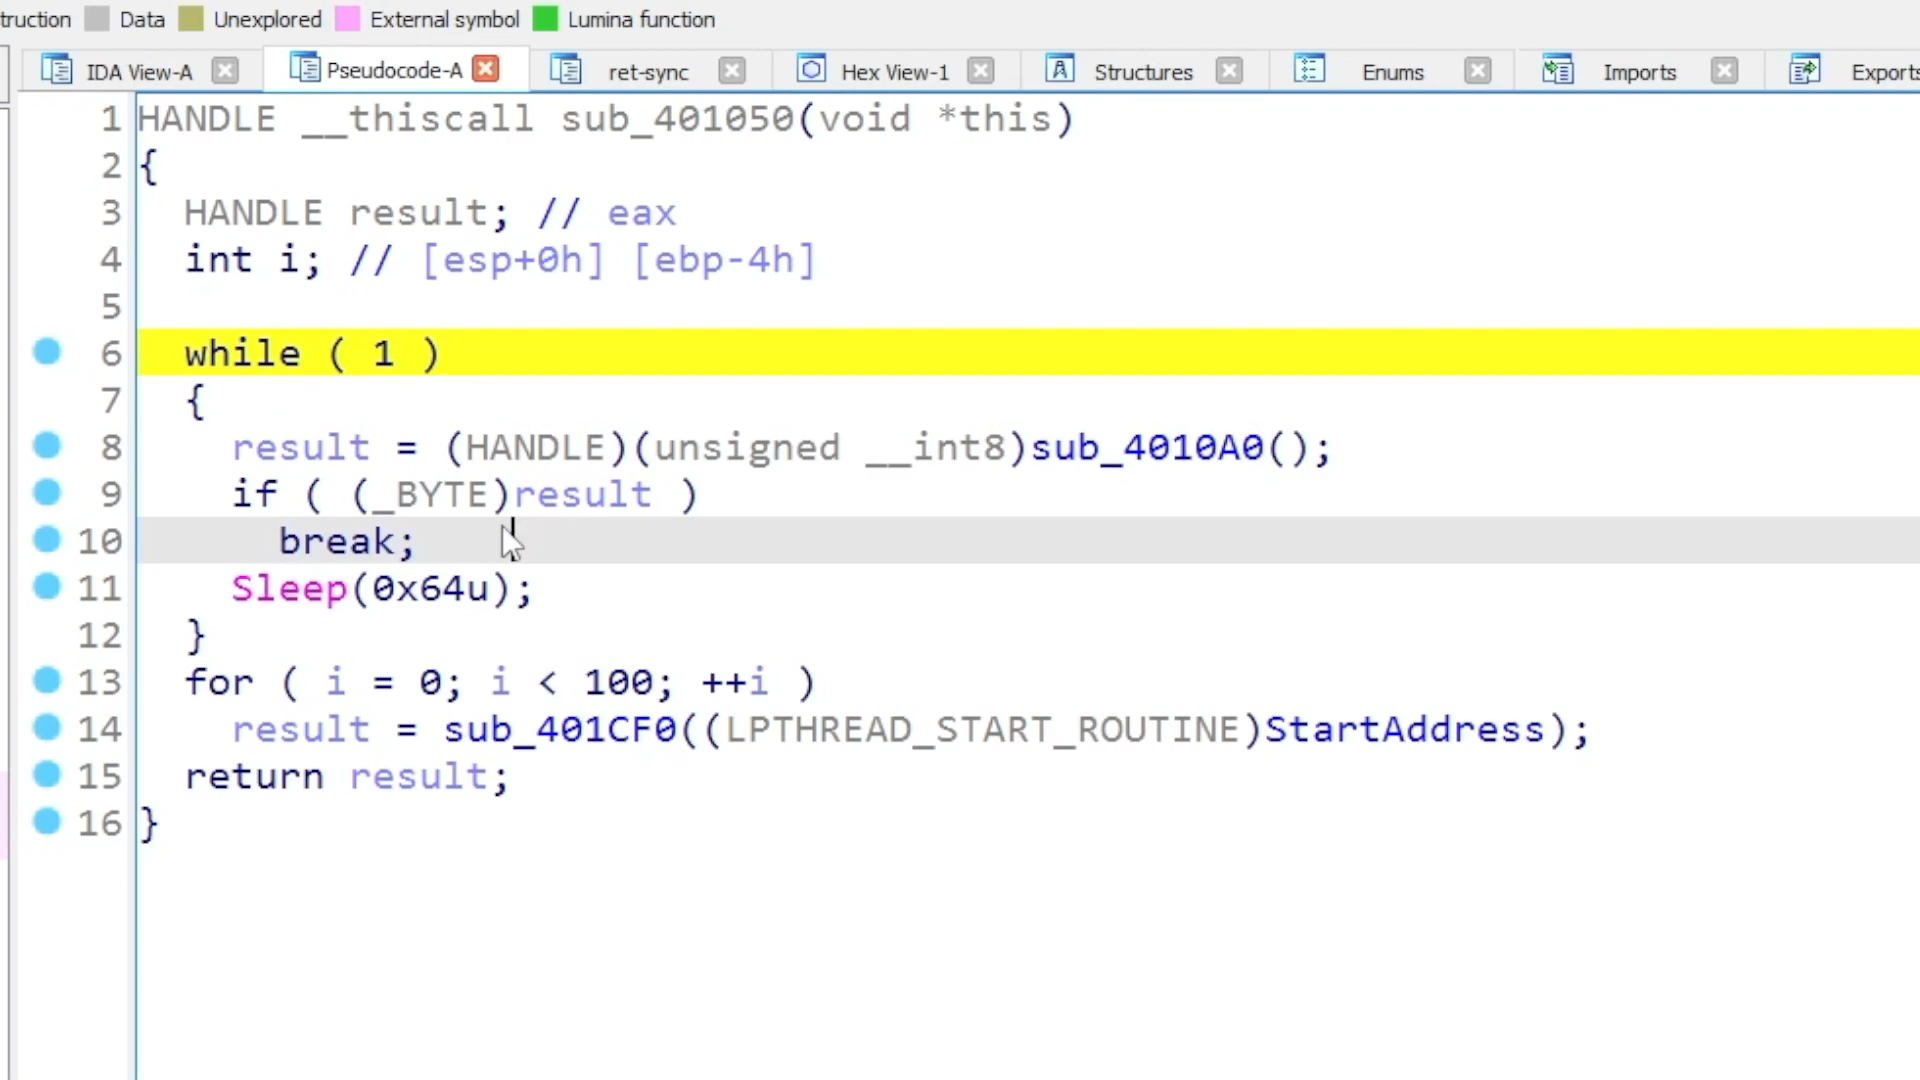 truction Data Unexplored External symbol Lumina function
IDA View-A Pseudocode-A ret-sync Hex View-1 Structures Enums Imports Exports
1 HANDLE __thiscall sub_401050(void *this)
2 {
3 HANDLE result; // eax
4 int i; // [esp+0h] [ebp-4h]
5
6 while ( 1 )
7 {
8 result = (HANDLE)(unsigned __int8)sub_4010A0();
9 if ( (_BYTE)result )
10 break;
11 Sleep(0x64u);
12 }
13 for ( i = 0; i < 100; ++i )
14 result = sub_401CF0((LPTHREAD_START_ROUTINE)StartAddress);
15 return result;
16 }